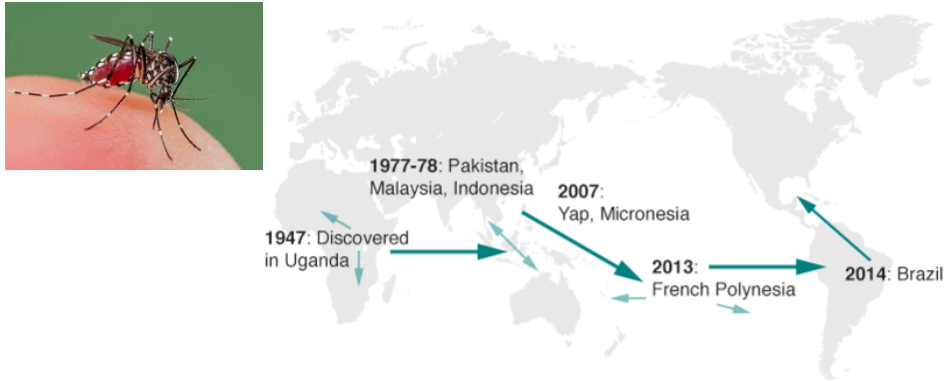 1977-78: Pakistan,
Malaysia, Indonesia
2007:
Yap, Micronesia
1947: Discovered
in Uganda
2013:
French Polynesia
2014: Brazil